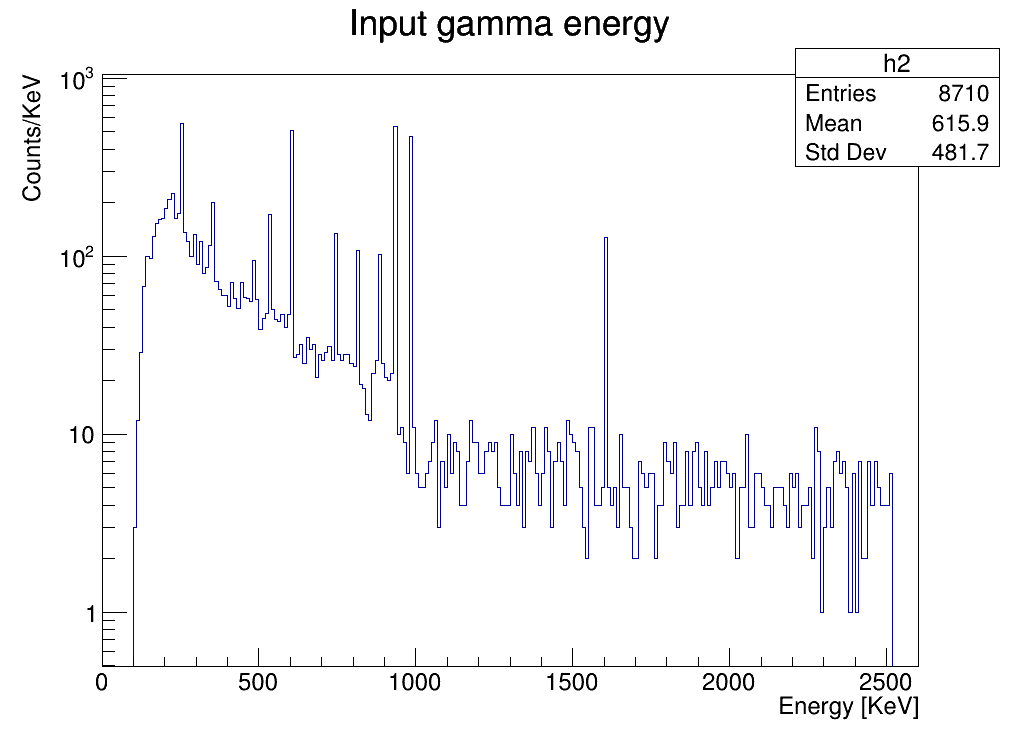 Input gamma energy
h2
Entries 8710
Mean 615.9
Std Dev 481.7
Counts/KeV
10³
10²
10
1
0 500 1000 1500 2000 2500
Energy [KeV]